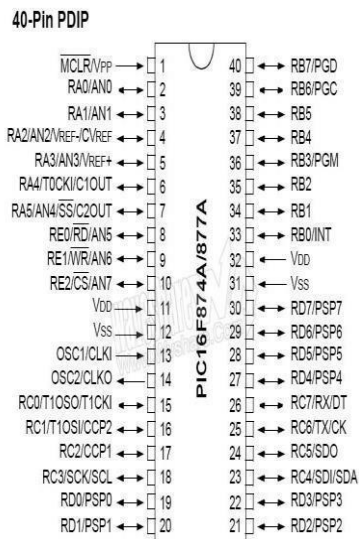 40-Pin PDIP
MCLR/VPP 1
RA0/AN0 2
RA1/AN1 3
RA2/AN2/VREF-/CVREF 4
RA3/AN3/VREF+ 5
RA4/T0CKI/C1OUT 6
RA5/AN4/SS/C2OUT 7
RE0/RD/AN5 8
RE1/WR/AN6 9
RE2/CS/AN7 10
VDD 11
VSS 12
OSC1/CLKI 13
OSC2/CLKO 14
RC0/T1OSO/T1CKI 15
RC1/T1OSI/CCP2 16
RC2/CCP1 17
RC3/SCK/SCL 18
RD0/PSP0 19
RD1/PSP1 20
PIC16F874A/877A
40 RB7/PGD
39 RB6/PGC
38 RB5
37 RB4
36 RB3/PGM
35 RB2
34 RB1
33 RB0/INT
32 VDD
31 VSS
30 RD7/PSP7
29 RD6/PSP6
28 RD5/PSP5
27 RD4/PSP4
26 RC7/RX/DT
25 RC6/TX/CK
24 RC5/SDO
23 RC4/SDI/SDA
22 RD3/PSP3
21 RD2/PSP2